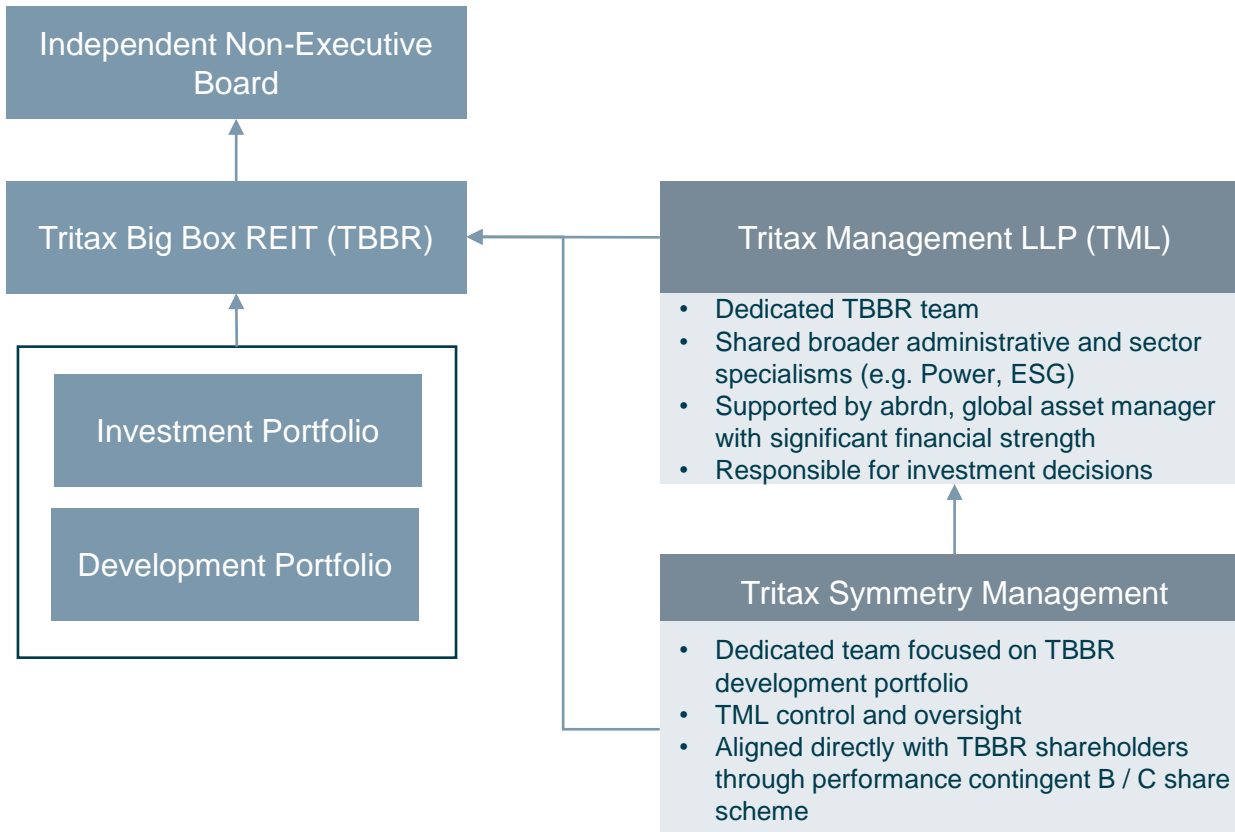 Independent Non-Executive
Board
Tritax Big Box REIT (TBBR)
Investment Portfolio
Development Portfolio
Tritax Management LLP (TML)
• Dedicated TBBR team
• Shared broader administrative and sector
specialisms (e.g. Power, ESG)
• Supported by abrdn, global asset manager
with significant financial strength
• Responsible for investment decisions
Tritax Symmetry Management
• Dedicated team focused on TBBR
development portfolio
• TML control and oversight
• Aligned directly with TBBR shareholders
through performance contingent B / C share
scheme